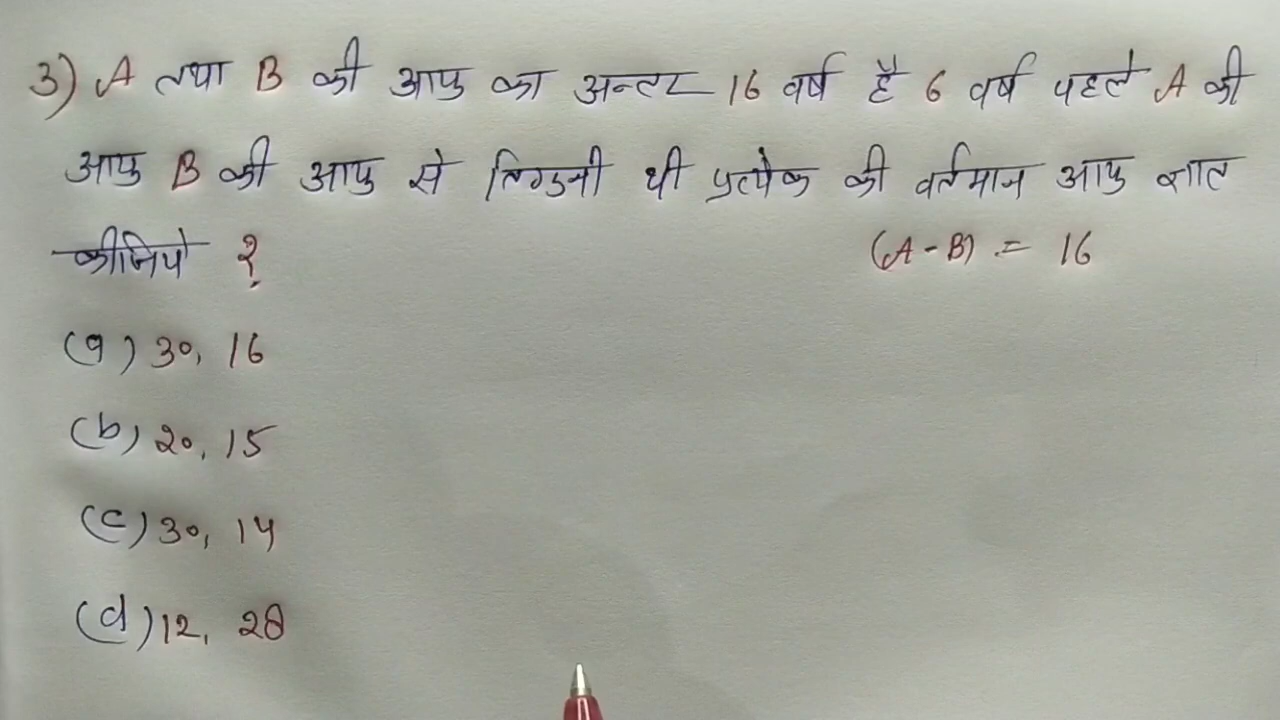 3) A तथा B की आयु का अन्तर 16 वर्ष है 6 वर्ष पहले A की
आयु B की आयु से तिगुनी थी प्रत्येक की वर्तमान आयु ज्ञात
कीजिये ?
(A-B) = 16
(a) 30, 16
(b) 20, 15
(c) 30, 14
(d) 12, 28